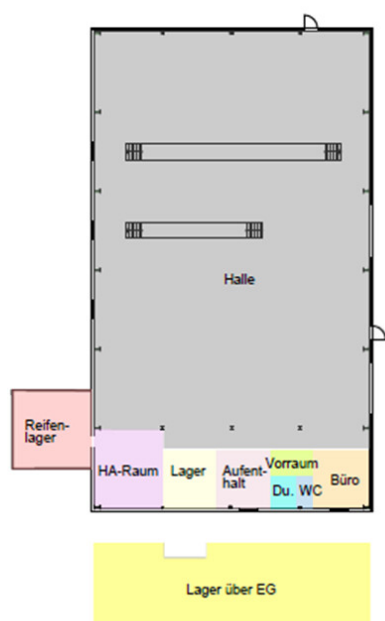 Halle
Reifen-
lager
HA-Raum
Lager
Aufent-
halt
Vorraum
Du.
WC
Büro
Lager über EG